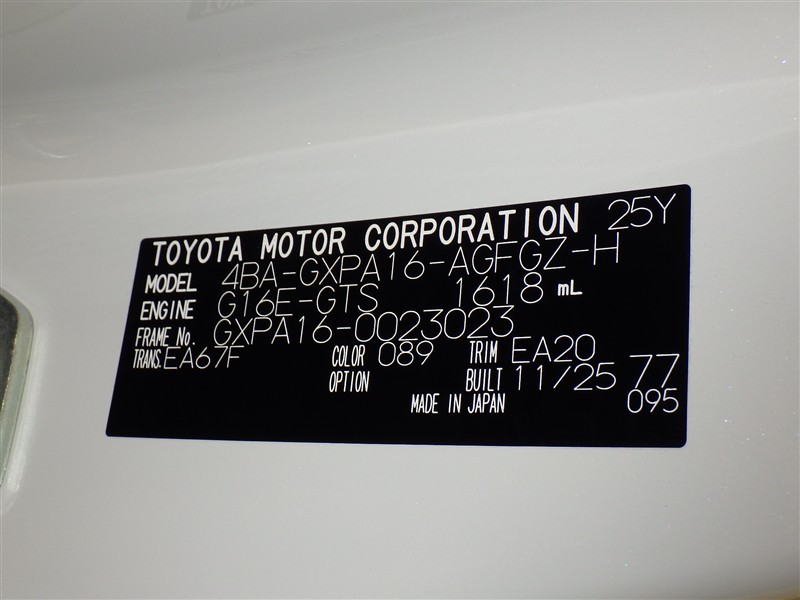 TOYOTA MOTOR CORPORATION 25Y
MODEL 4BA-GXPA16-AGFGZ-H
ENGINE G16E-GTS 1618 mL
FRAME No. GXPA16-0023023
TRANS. EA67F COLOR 089 TRIM EA20
OPTION BUILT 11/25 77
MADE IN JAPAN 095